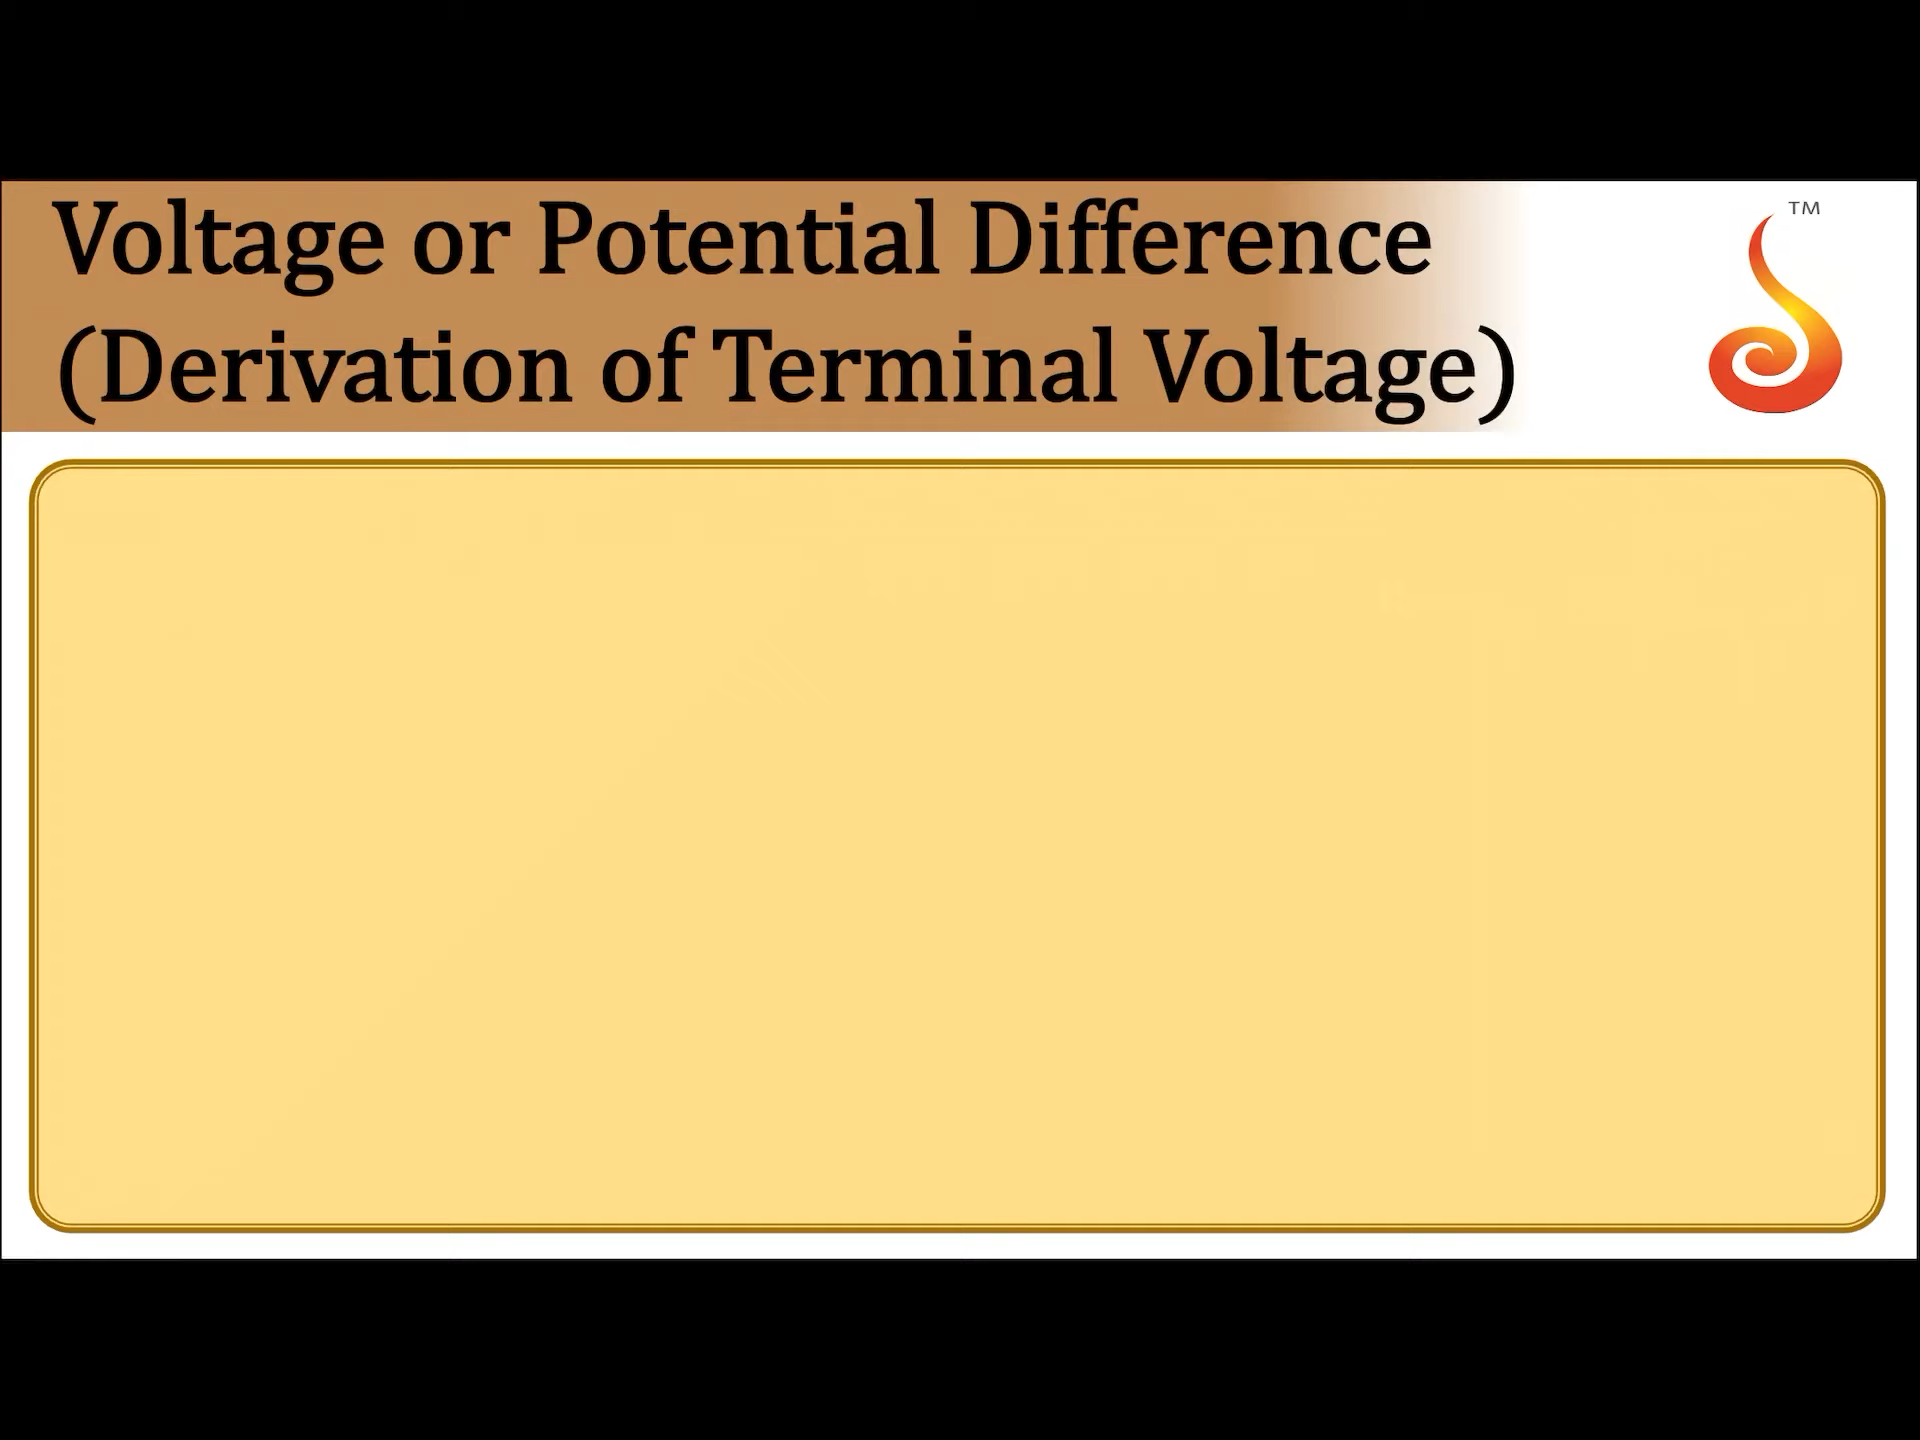 Voltage or Potential Difference
(Derivation of Terminal Voltage)
TM